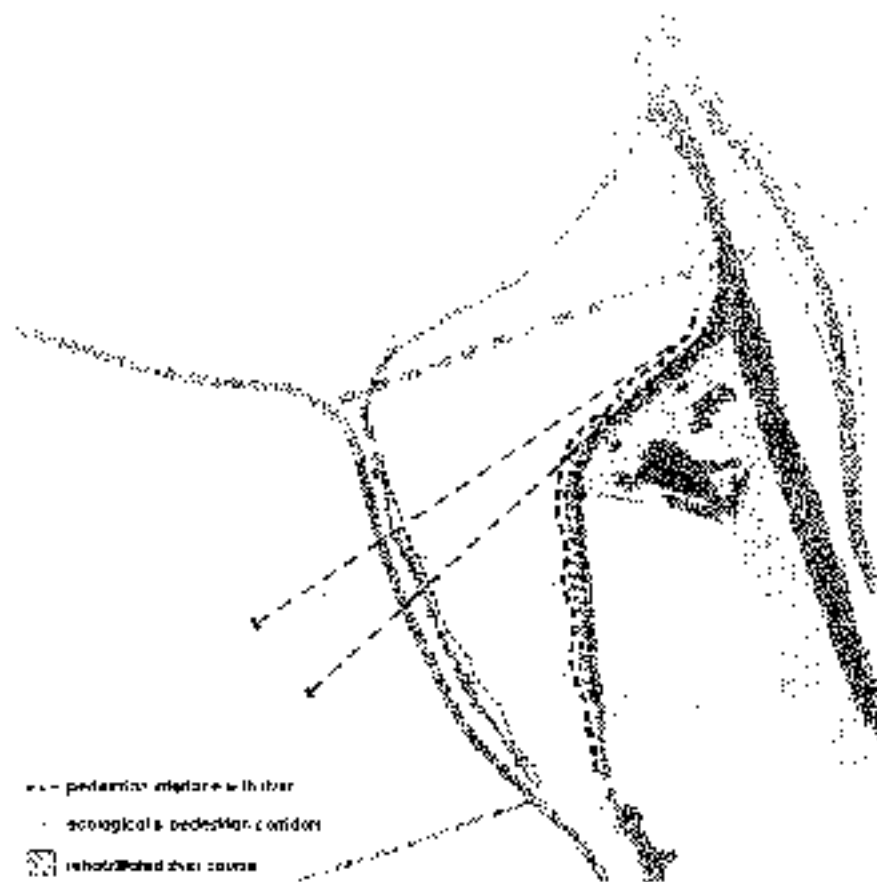 pedestrian interface with river
ecological & pedestrian corridors
rehabilitated river course